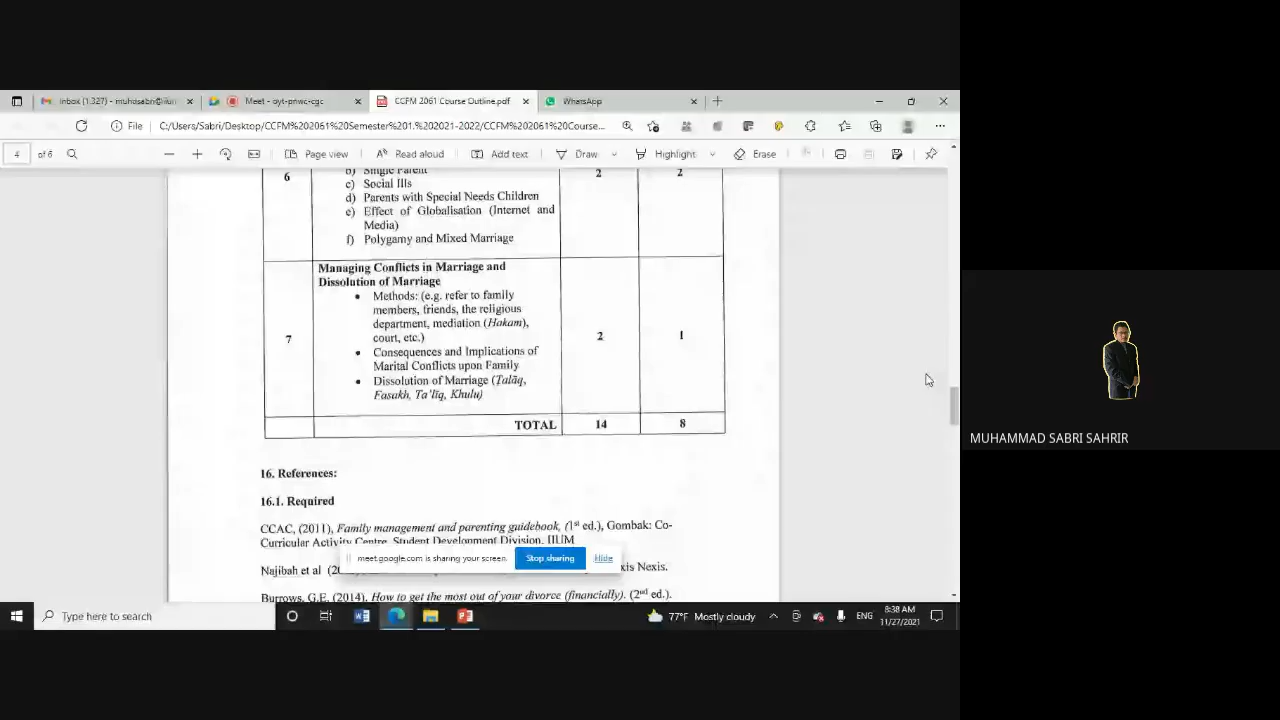 Inbox (1,327) - muhdsabri@iium
Meet - oyt-pnwc-cgc
CCFM 2061 Course Outline.pdf
WhatsApp
File
C:/Users/Sabri/Desktop/CCFM%202061%20Semester%201.%202021-2022/CCFM%202061%20Course...
4 of 6
Page view
Read aloud
Add text
Draw
Highlight
Erase
6
b) Single Parent
2 2
c) Social Ills
d) Parents with Special Needs Children
e) Effect of Globalisation (Internet and
Media)
f) Polygamy and Mixed Marriage
Managing Conflicts in Marriage and
Dissolution of Marriage
• Methods: (e.g. refer to family
members, friends, the religious
department, mediation (Hakam),
court, etc.)
7
2 1
• Consequences and Implications of
Marital Conflicts upon Family
• Dissolution of Marriage (Ṭalāq,
Fasakh, Ta'līq, Khulu)
TOTAL 14 8
16. References:
16.1. Required
CCAC, (2011), Family management and parenting guidebook, (1st ed.), Gombak: Co-
Curricular Activity Centre, Student Development Division, IIUM
meet.google.com is sharing your screen.
Stop sharing
Hide
Najibah et al
xis Nexis.
Burrows, G.E. (2014). How to get the most out of your divorce (financially). (2nd ed.).
Type here to search
77°F Mostly cloudy
ENG
8:38 AM
11/27/2021
MUHAMMAD SABRI SAHRIR